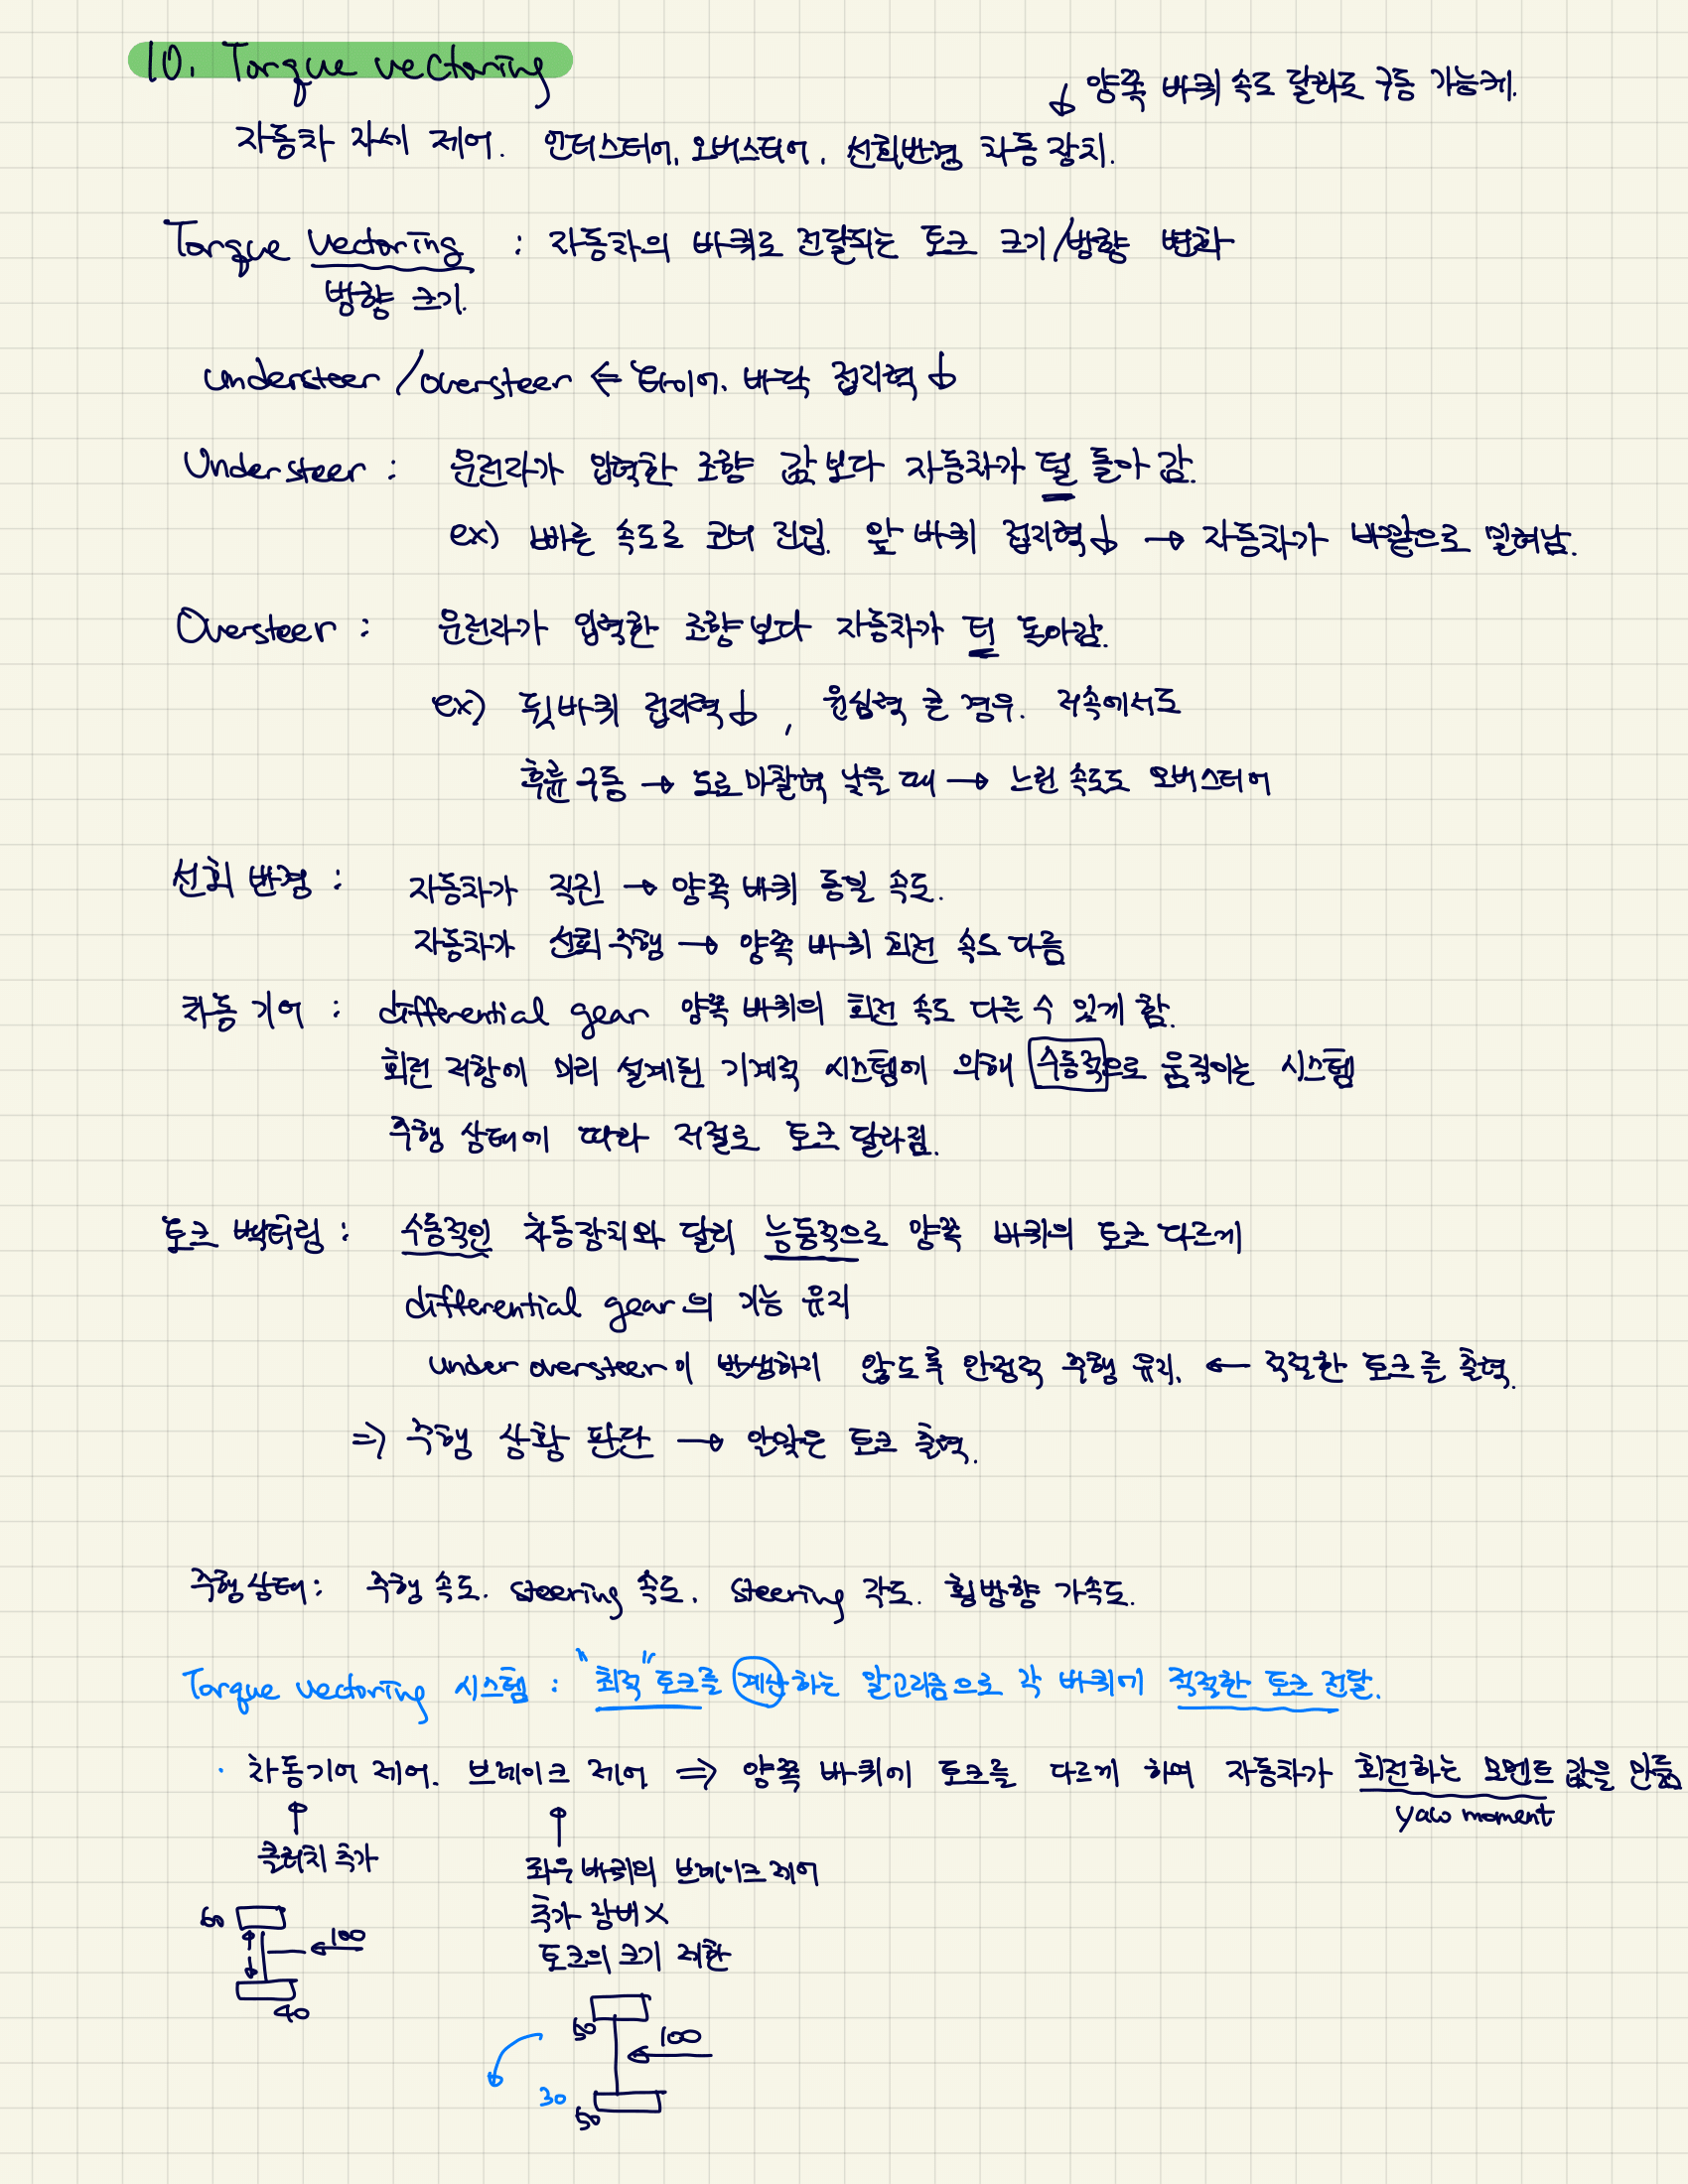 10. Torque vectoring
↓ 양쪽 바퀴 속도 달라도 구동 가능케.
자동차 자세 제어. 언더스티어, 오버스티어, 선회반경 차동 장치.
Torque vectoring : 자동차의 바퀴로 전달되는 토크 크기/방향 변화
방향 크기.
understeer / oversteer ← 타이어. 바닥 접지력 ↓
Understeer : 운전자가 입력한 조향 값보다 자동차가 덜 돌아 감.
ex) 빠른 속도로 코너 진입. 앞 바퀴 접지력↓ → 자동차가 바깥으로 밀려남.
Oversteer : 운전자가 입력한 조향보다 자동차가 더 돌아감.
ex) 뒷바퀴 접지력↓ , 원심력 큰 경우. 저속에서도
후륜 구동 → 도로 마찰력 낮을 때 → 느린 속도도 오버스티어
선회 반경 : 자동차가 직진 → 양쪽 바퀴 동일 속도.
자동차가 선회 주행 → 양쪽 바퀴 회전 속도 다름
차동 기어 : differential gear 양쪽 바퀴의 회전 속도 다를 수 있게 함.
회전 저항에 미리 설계된 기계적 시스템에 의해 수동적으로 움직이는 시스템
주행 상태에 따라 저절로 토크 달라짐.
토크 벡터링 : 수동적인 차동장치와 달리 능동적으로 양쪽 바퀴의 토크 다르게
differential gear의 기능 유지
under oversteer이 발생하지 않도록 안정적 주행 유지. ← 적절한 토크를 출력.
⇒ 주행 상황 판단 → 알맞은 토크 출력.
주행상태 : 주행 속도. steering 속도. steering 각도. 횡방향 가속도.
Torque vectoring 시스템 : "최적" 토크를 계산하는 알고리즘으로 각 바퀴에 적절한 토크 전달.
· 차동기어 제어. 브레이크 제어 ⇒ 양쪽 바퀴에 토크를 다르게 하여 자동차가 회전하는 모멘트 값을 만듦
yaw moment
↑ ↑
클러치 추가
좌우 바퀴의 브레이크 제어
추가 장비 X
토크의 크기 제한
60
← 100
40
50
← 100
30
50